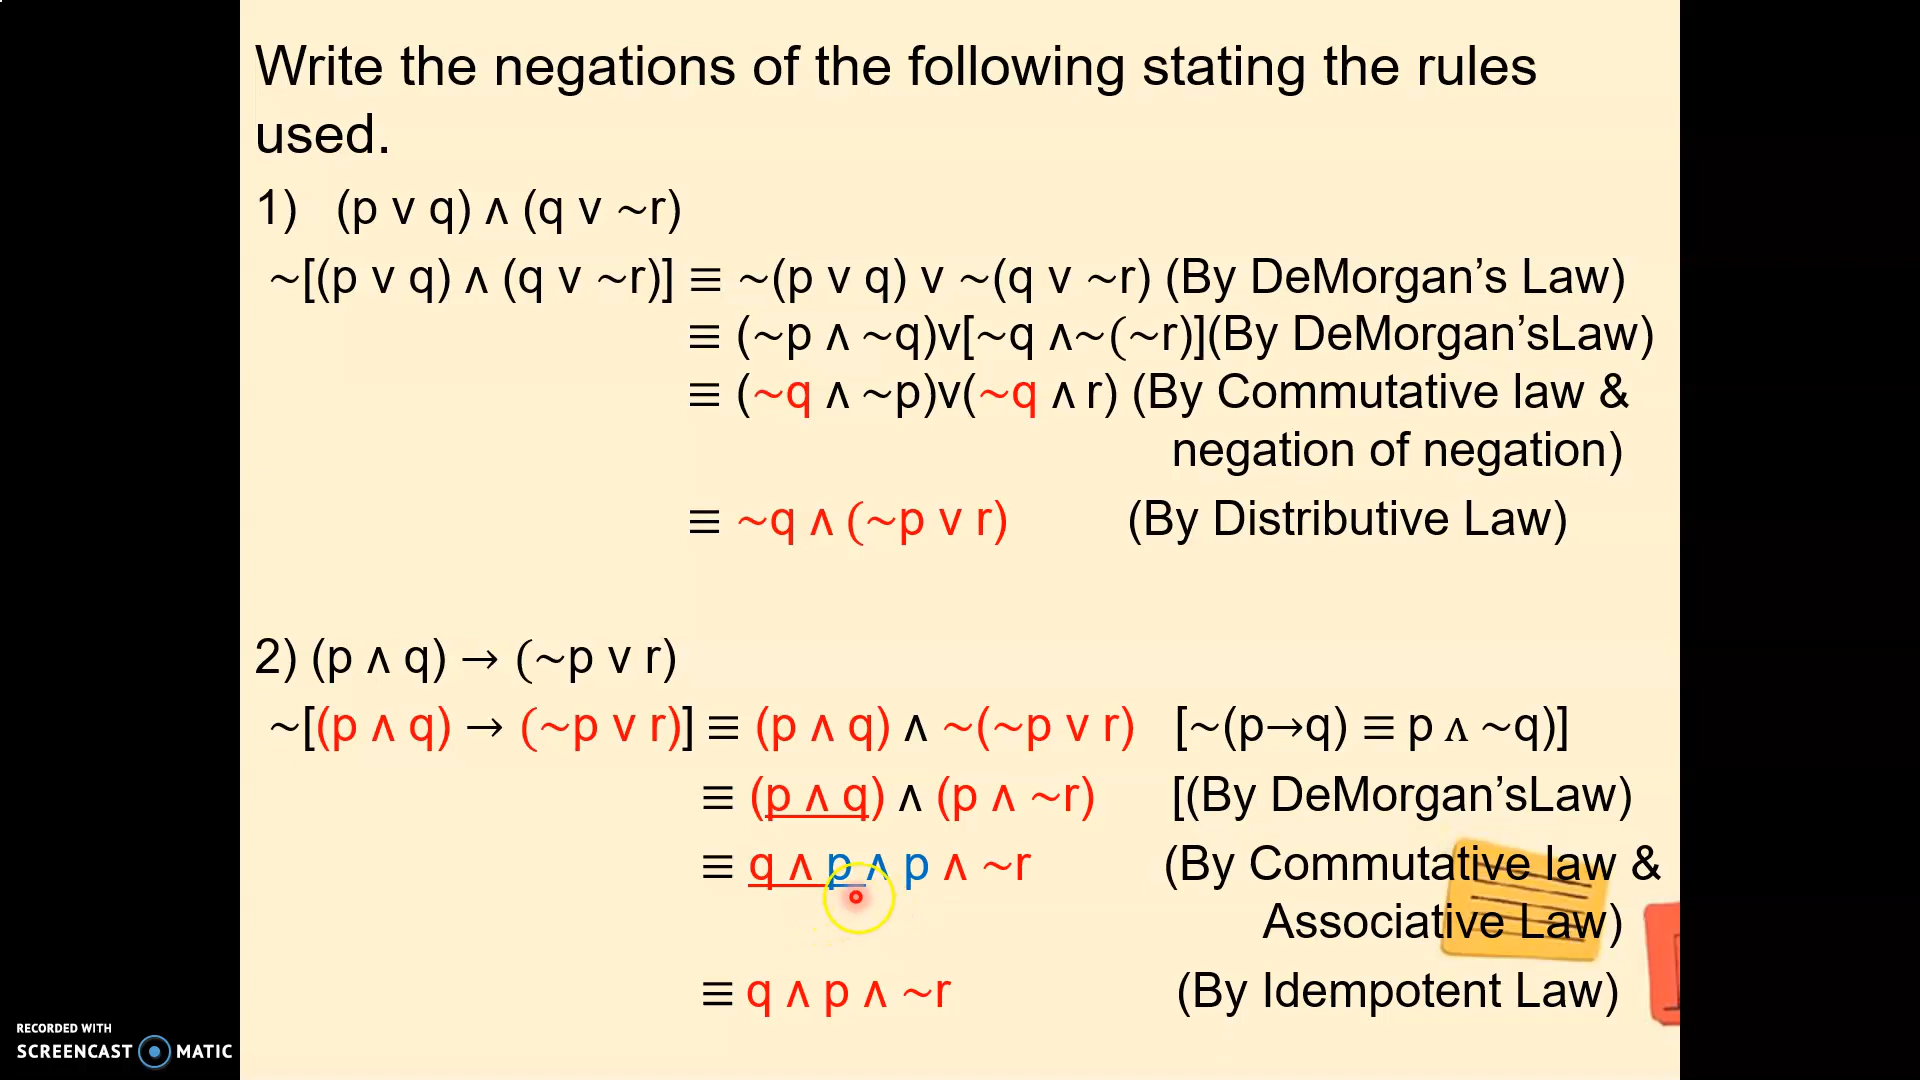 Write the negations of the following stating the rules
used.
1) (p ∨ q) ∧ (q ∨ ~r)
~[(p ∨ q) ∧ (q ∨ ~r)] ≡ ~(p ∨ q) ∨ ~(q ∨ ~r) (By DeMorgan’s Law)
≡ (~p ∧ ~q)∨[~q ∧~(~r)](By DeMorgan’sLaw)
≡ (~q ∧ ~p)∨(~q ∧ r) (By Commutative law &
negation of negation)
≡ ~q ∧ (~p ∨ r) (By Distributive Law)
2) (p ∧ q) → (~p ∨ r)
~[(p ∧ q) → (~p ∨ r)] ≡ (p ∧ q) ∧ ~(~p ∨ r) [~(p→q) ≡ p ∧ ~q)]
≡ (p ∧ q) ∧ (p ∧ ~r) [(By DeMorgan’sLaw)
≡ q ∧ p ∧ p ∧ ~r (By Commutative law &
Associative Law)
≡ q ∧ p ∧ ~r (By Idempotent Law)
RECORDED WITH
SCREENCAST MATIC